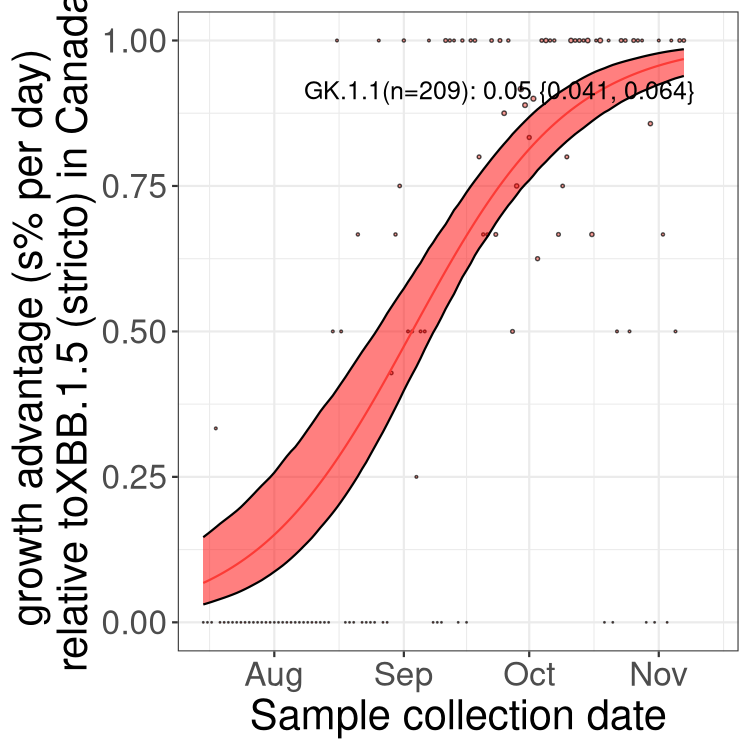 growth advantage (s% per day)
relative toXBB.1.5 (stricto) in Canada
1.00
0.75
0.50
0.25
0.00
GK.1.1(n=209): 0.05 {0.041, 0.064}
Aug Sep Oct Nov
Sample collection date